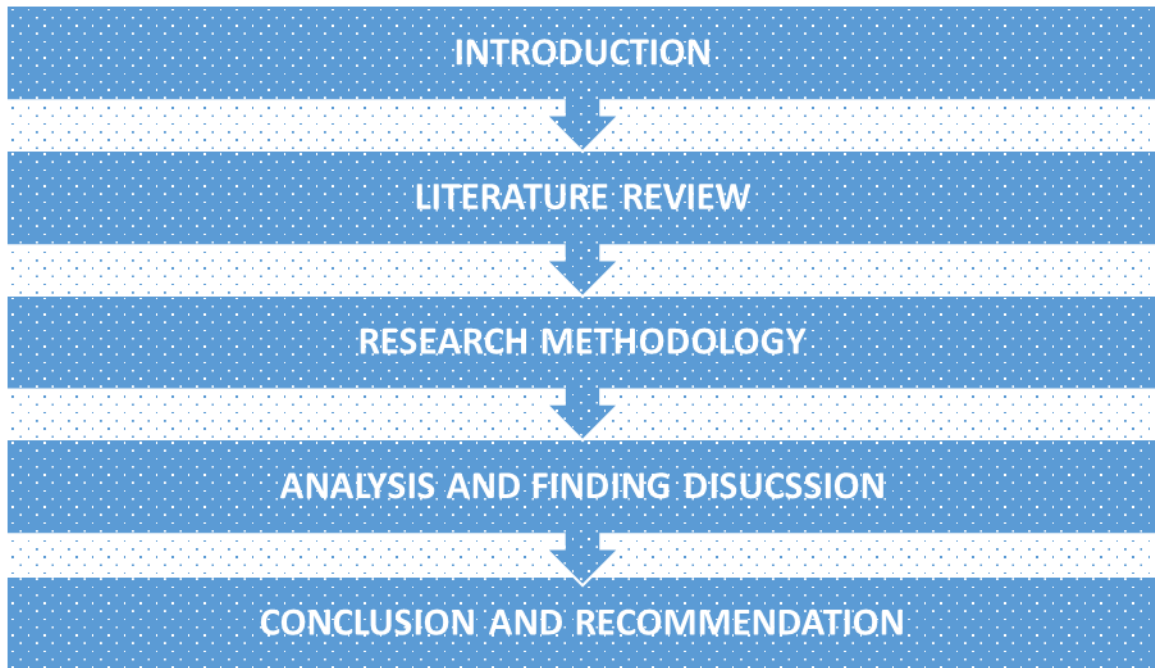 INTRODUCTION
LITERATURE REVIEW
RESEARCH METHODOLOGY
ANALYSIS AND FINDING DISUCSSION
CONCLUSION AND RECOMMENDATION